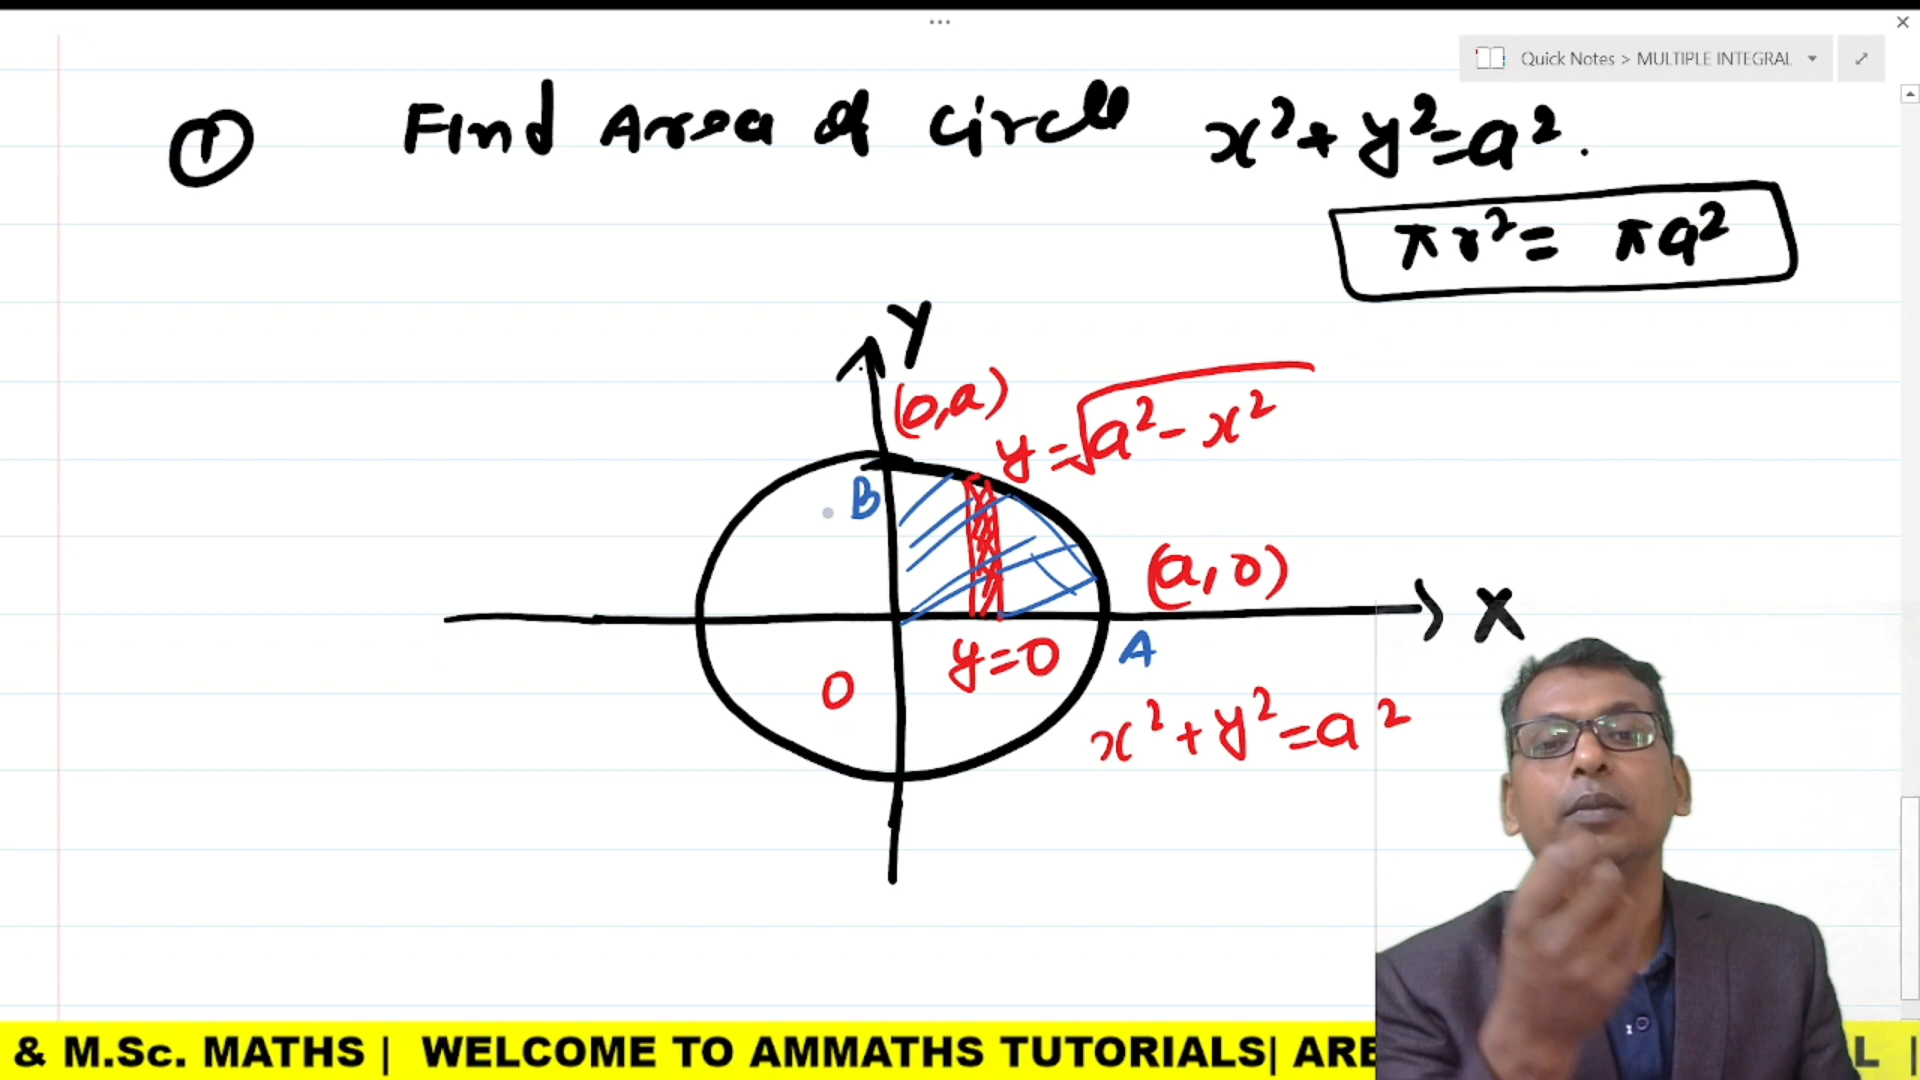 ...
Quick Notes > MULTIPLE INTEGRAL
① Find Area of Circle x²+y²=a².
πr² = πa²
Y
(0,a)
y=√a²-x²
B
(a,0)
X
y=0
A
0
x²+y²=a²
& M.Sc. MATHS | WELCOME TO AMMATHS TUTORIALS| ARE
L |